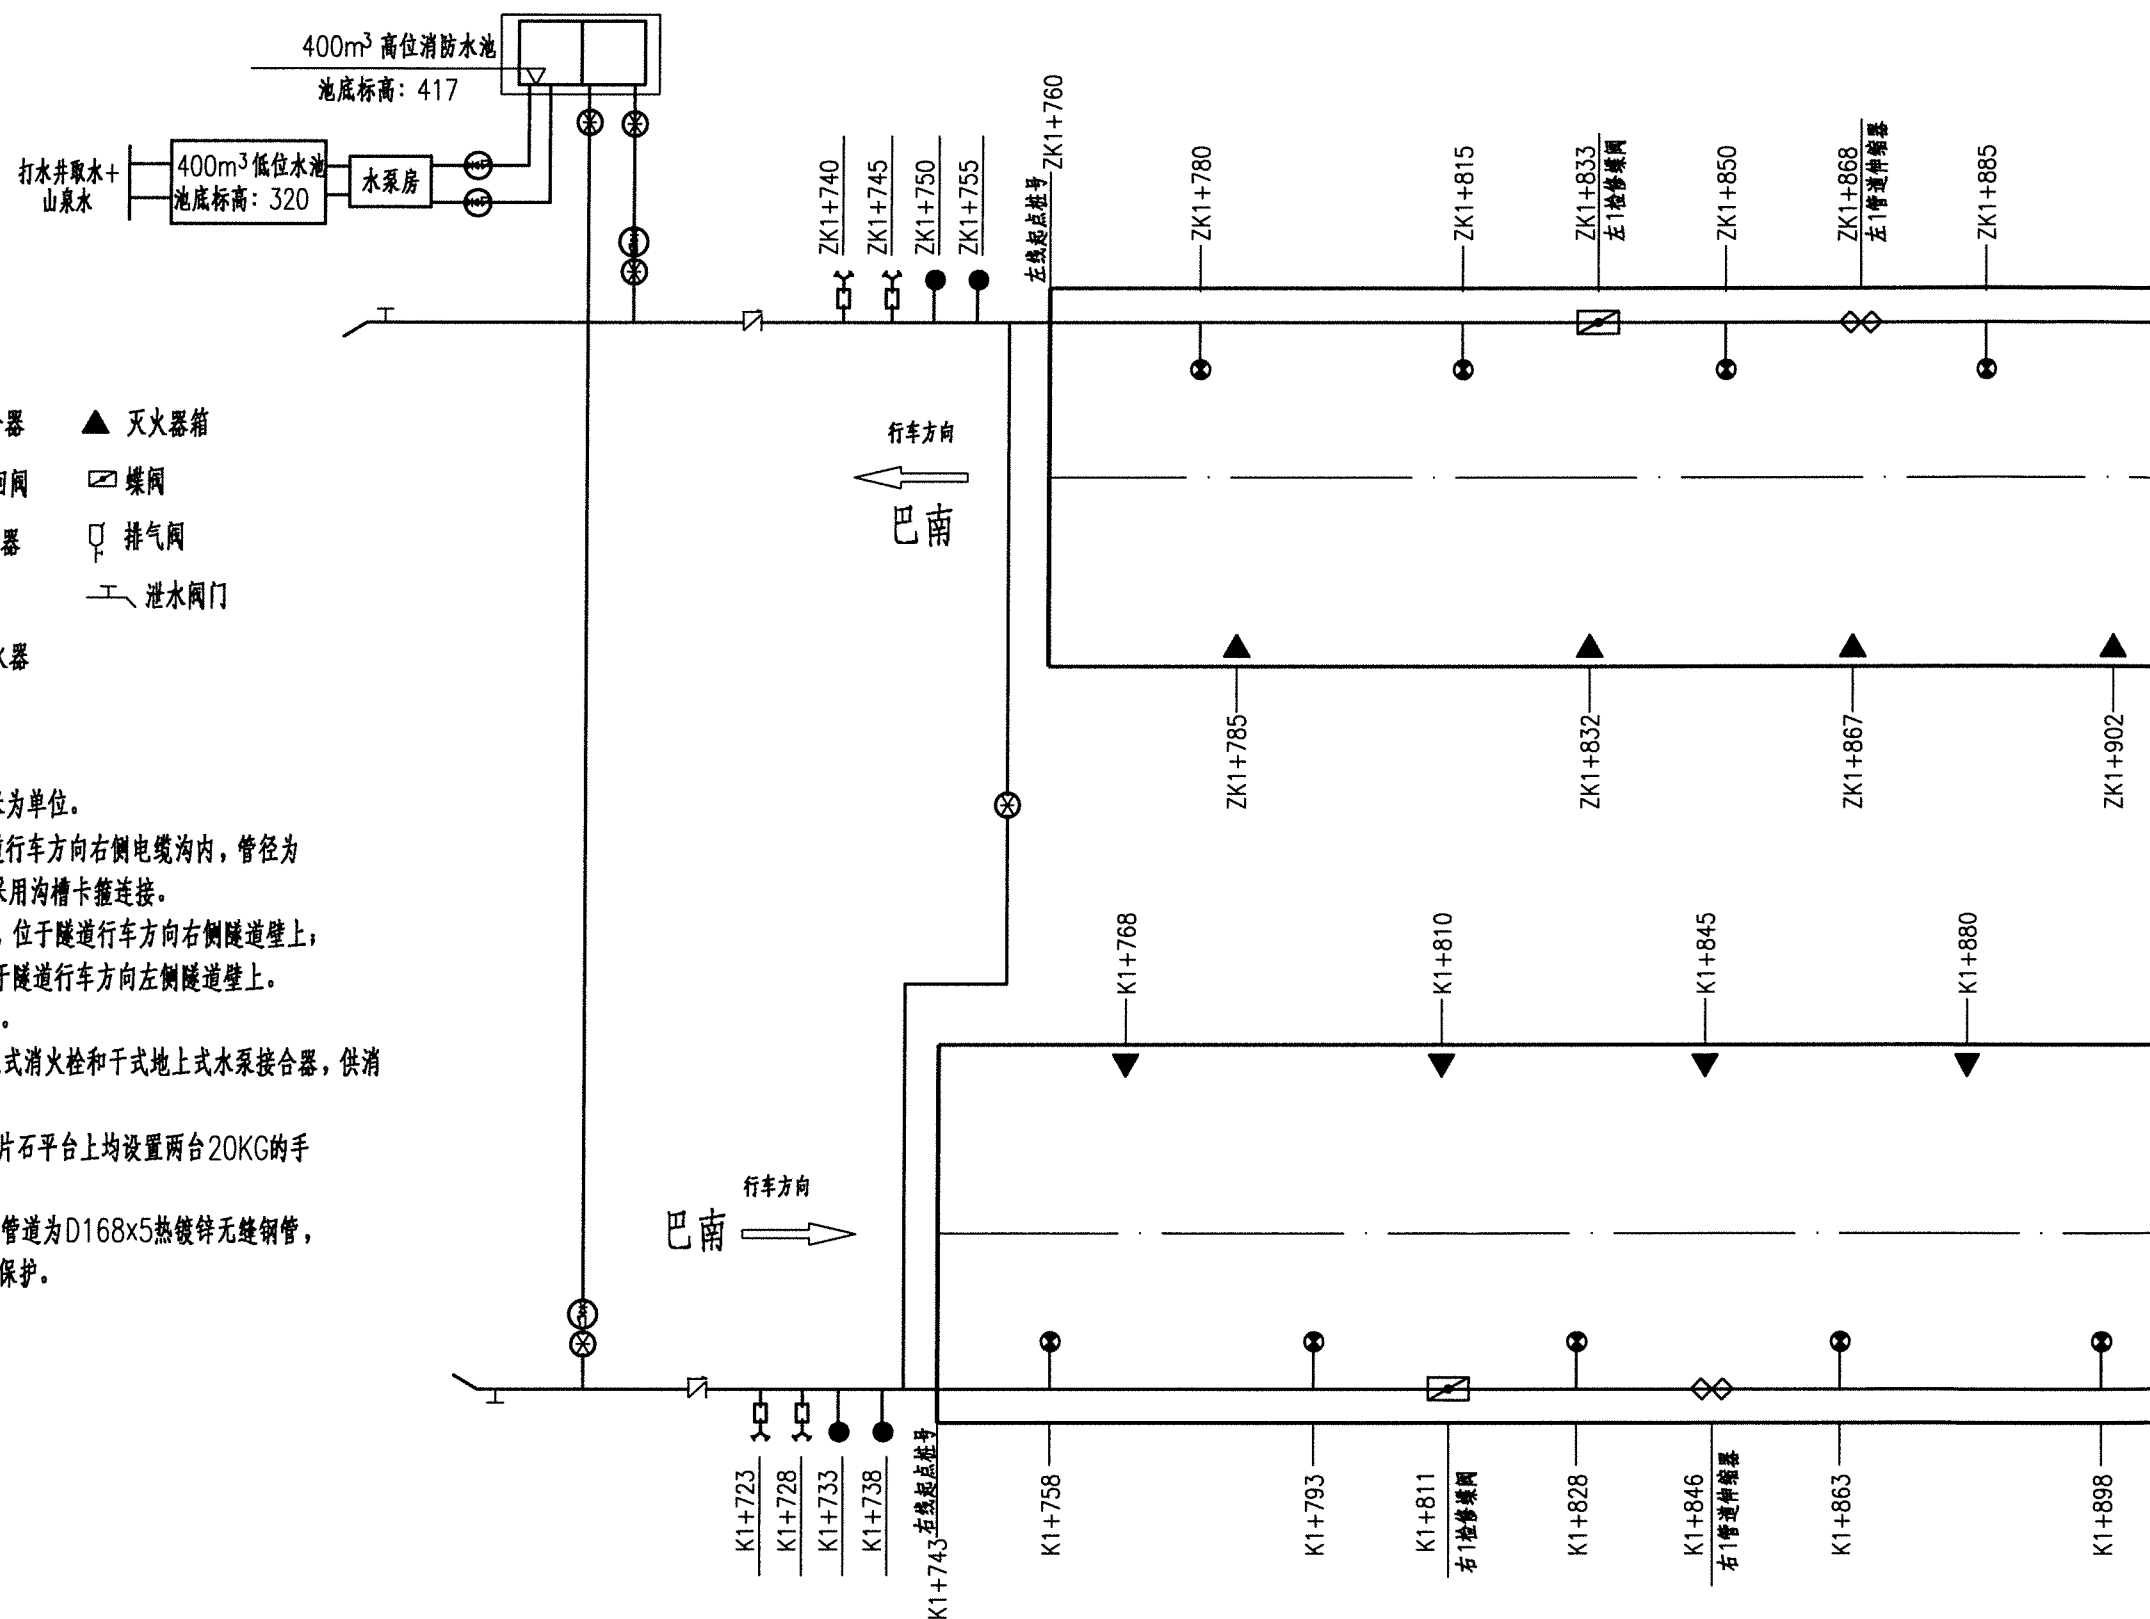 400m³ 高位消防水池
池底标高：417
打水井取水+
山泉水
400m³ 低位水池
池底标高：320
水泵房
ZK1+740
ZK1+745
ZK1+750
ZK1+755
左线起点桩号
ZK1+760
ZK1+780
ZK1+815
ZK1+833
左1检修蝶阀
ZK1+850
ZK1+868
左1管道伸缩器
ZK1+885
器
灭火器箱
回阀
蝶阀
器
排气阀
泄水阀门
火器
行车方向
巴南
ZK1+785
ZK1+832
ZK1+867
ZK1+902
为单位。
行车方向右侧电缆沟内，管径为
采用沟槽卡箍连接。
位于隧道行车方向右侧隧道壁上；
于隧道行车方向左侧隧道壁上。
。
式消火栓和干式地上式水泵接合器，供消
片石平台上均设置两台20KG的手
管道为D168x5热镀锌无缝钢管，
保护。
K1+768
K1+810
K1+845
K1+880
行车方向
巴南
K1+723
K1+728
K1+733
K1+738
右线起点桩号
K1+743
K1+758
K1+793
K1+811
右1检修蝶阀
K1+828
K1+846
右1管道伸缩器
K1+863
K1+898